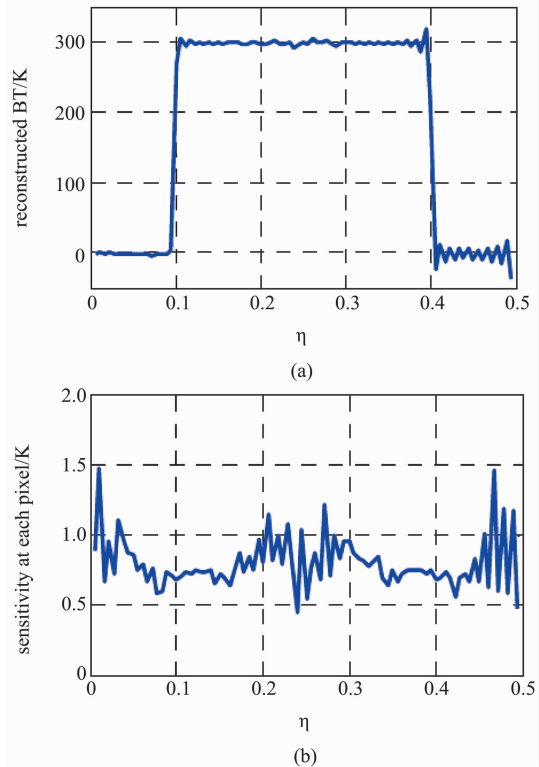 reconstructed BT/K
300
200
100
0
0 0.1 0.2 0.3 0.4 0.5
η
(a)
sensitivity at each pixel/K
2.0
1.5
1.0
0.5
0
0 0.1 0.2 0.3 0.4 0.5
η
(b)